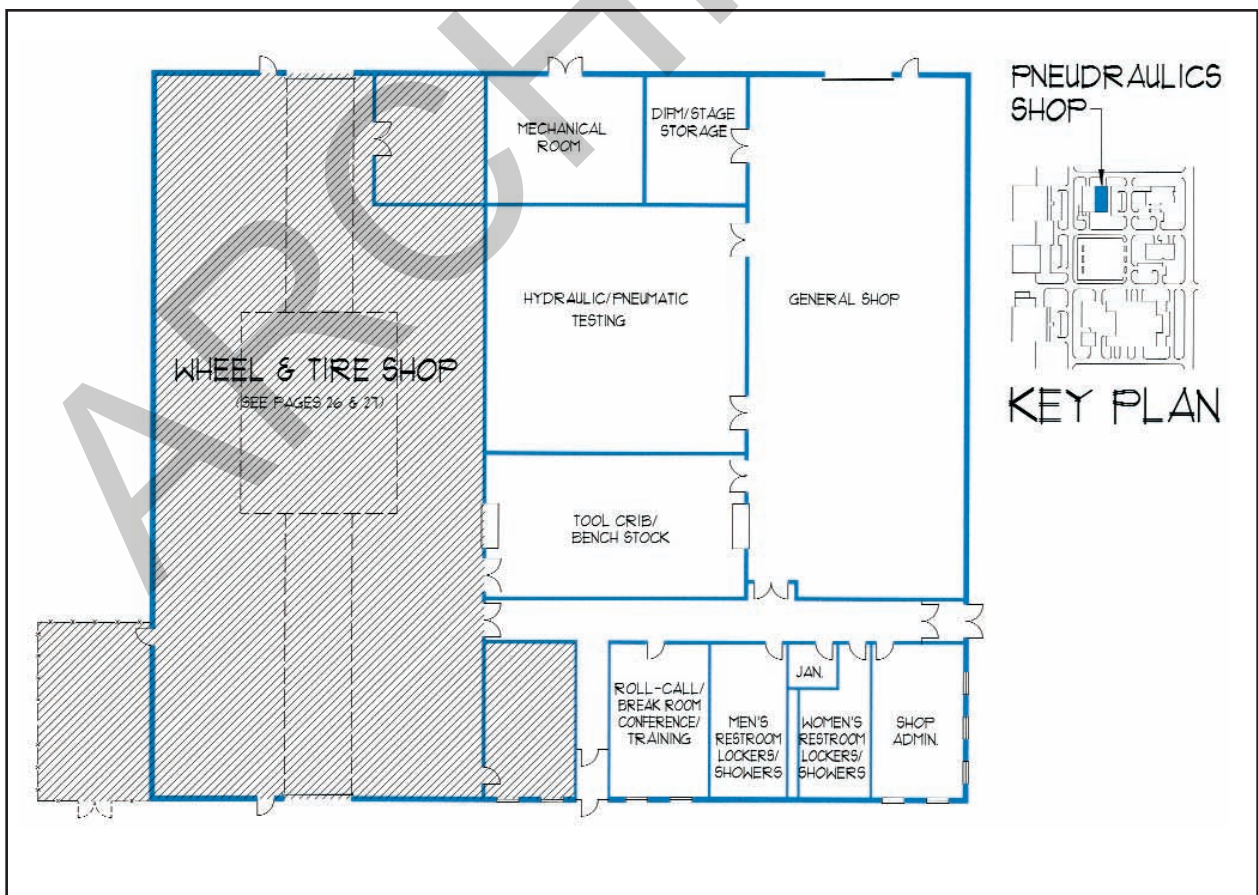 MECHANICAL
ROOM
DIFM/STAGE
STORAGE
PNEUDRAULICS
SHOP
HYDRAULIC/PNEUMATIC
TESTING
GENERAL SHOP
WHEEL & TIRE SHOP
(SEE PAGES 26 & 27)
KEY PLAN
TOOL CRIB/
BENCH STOCK
ROLL-CALL/
BREAK ROOM
CONFERENCE/
TRAINING
MEN'S
RESTROOM
LOCKERS/
SHOWERS
JAN.
WOMEN'S
RESTROOM
LOCKERS/
SHOWERS
SHOP
ADMIN.